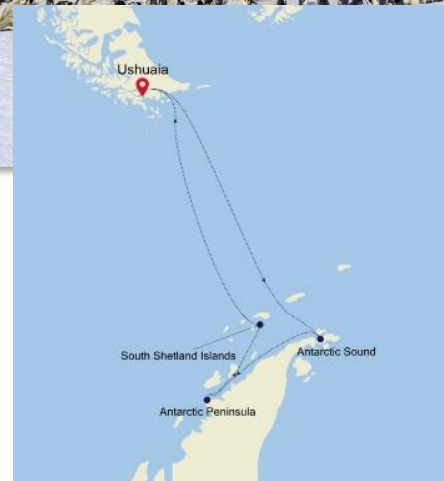 Ushuaia
South Shetland Islands
Antarctic Sound
Antarctic Peninsula